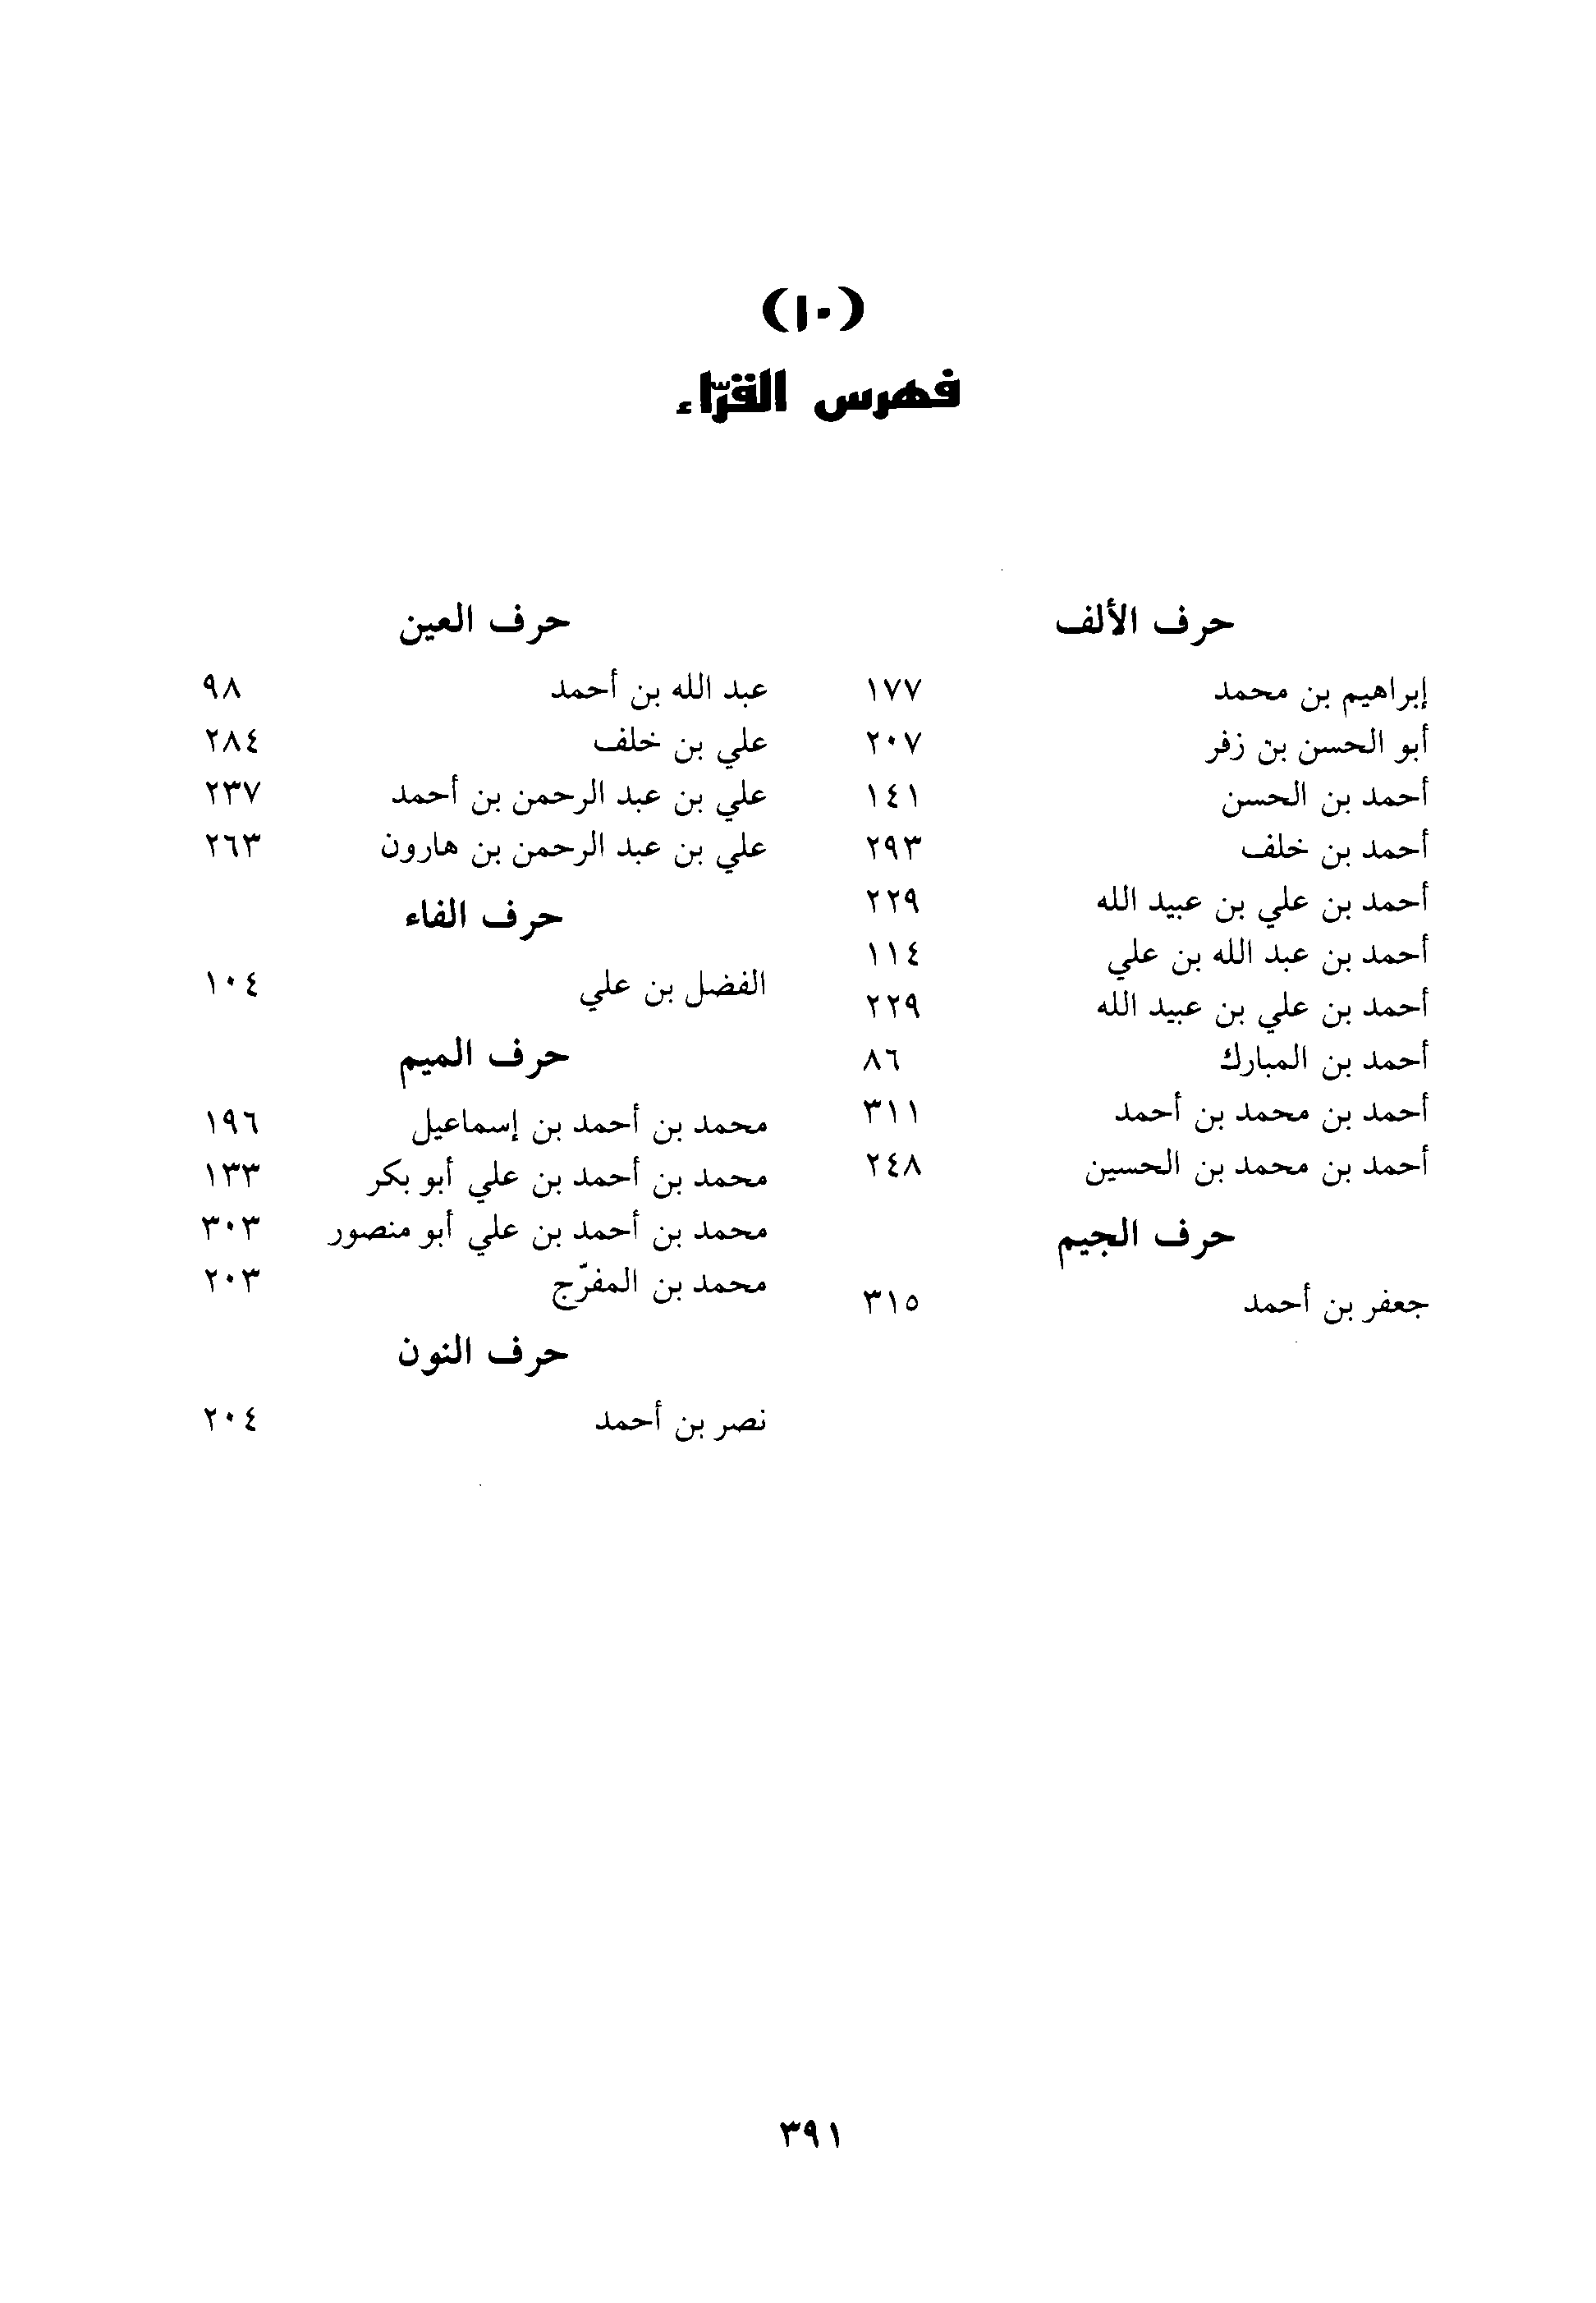 (١٠)
فهرس القرّاء
حرف الألف
إبراهيم بن محمد ١٧٧
أبو الحسن بن زفر ٢٠٧
أحمد بن الحسن ١٤١
أحمد بن خلف ٢٩٣
أحمد بن علي بن عبيد الله ٢٢٩
أحمد بن عبد الله بن علي ١١٤
أحمد بن علي بن عبيد الله ٢٢٩
أحمد بن المبارك ٨٦
أحمد بن محمد بن أحمد ٣١١
أحمد بن محمد بن الحسين ٢٤٨
حرف الجيم
جعفر بن أحمد ٣١٥
حرف العين
عبد الله بن أحمد ٩٨
علي بن خلف ٢٨٤
علي بن عبد الرحمن بن أحمد ٢٣٧
علي بن عبد الرحمن بن هارون ٢٦٣
حرف الفاء
الفضل بن علي ١٠٤
حرف الميم
محمد بن أحمد بن إسماعيل ١٩٦
محمد بن أحمد بن علي أبو بكر ١٣٣
محمد بن أحمد بن علي أبو منصور ٣٠٣
محمد بن المفرّج ٢٠٣
حرف النون
نصر بن أحمد ٢٠٤
٣٩١